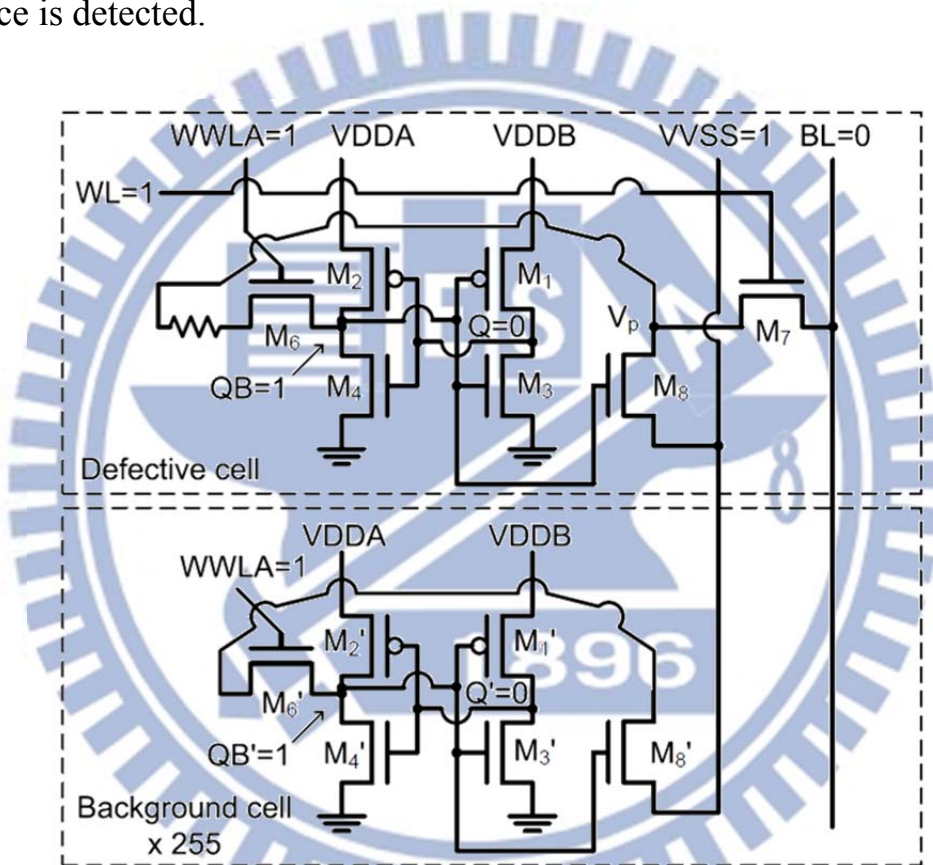 ce is detected.
WWLA=1 VDDA VDDB VVSS=1 BL=0
WL=1
M2 M1
Q=0 Vp
M6 M7
QB=1 M4 M3 M8
Defective cell
VDDA VDDB
WWLA=1
M2' M1'
1896
Q'=0
M6'
QB'=1 M4' M3' M8'
Background cell
x 255